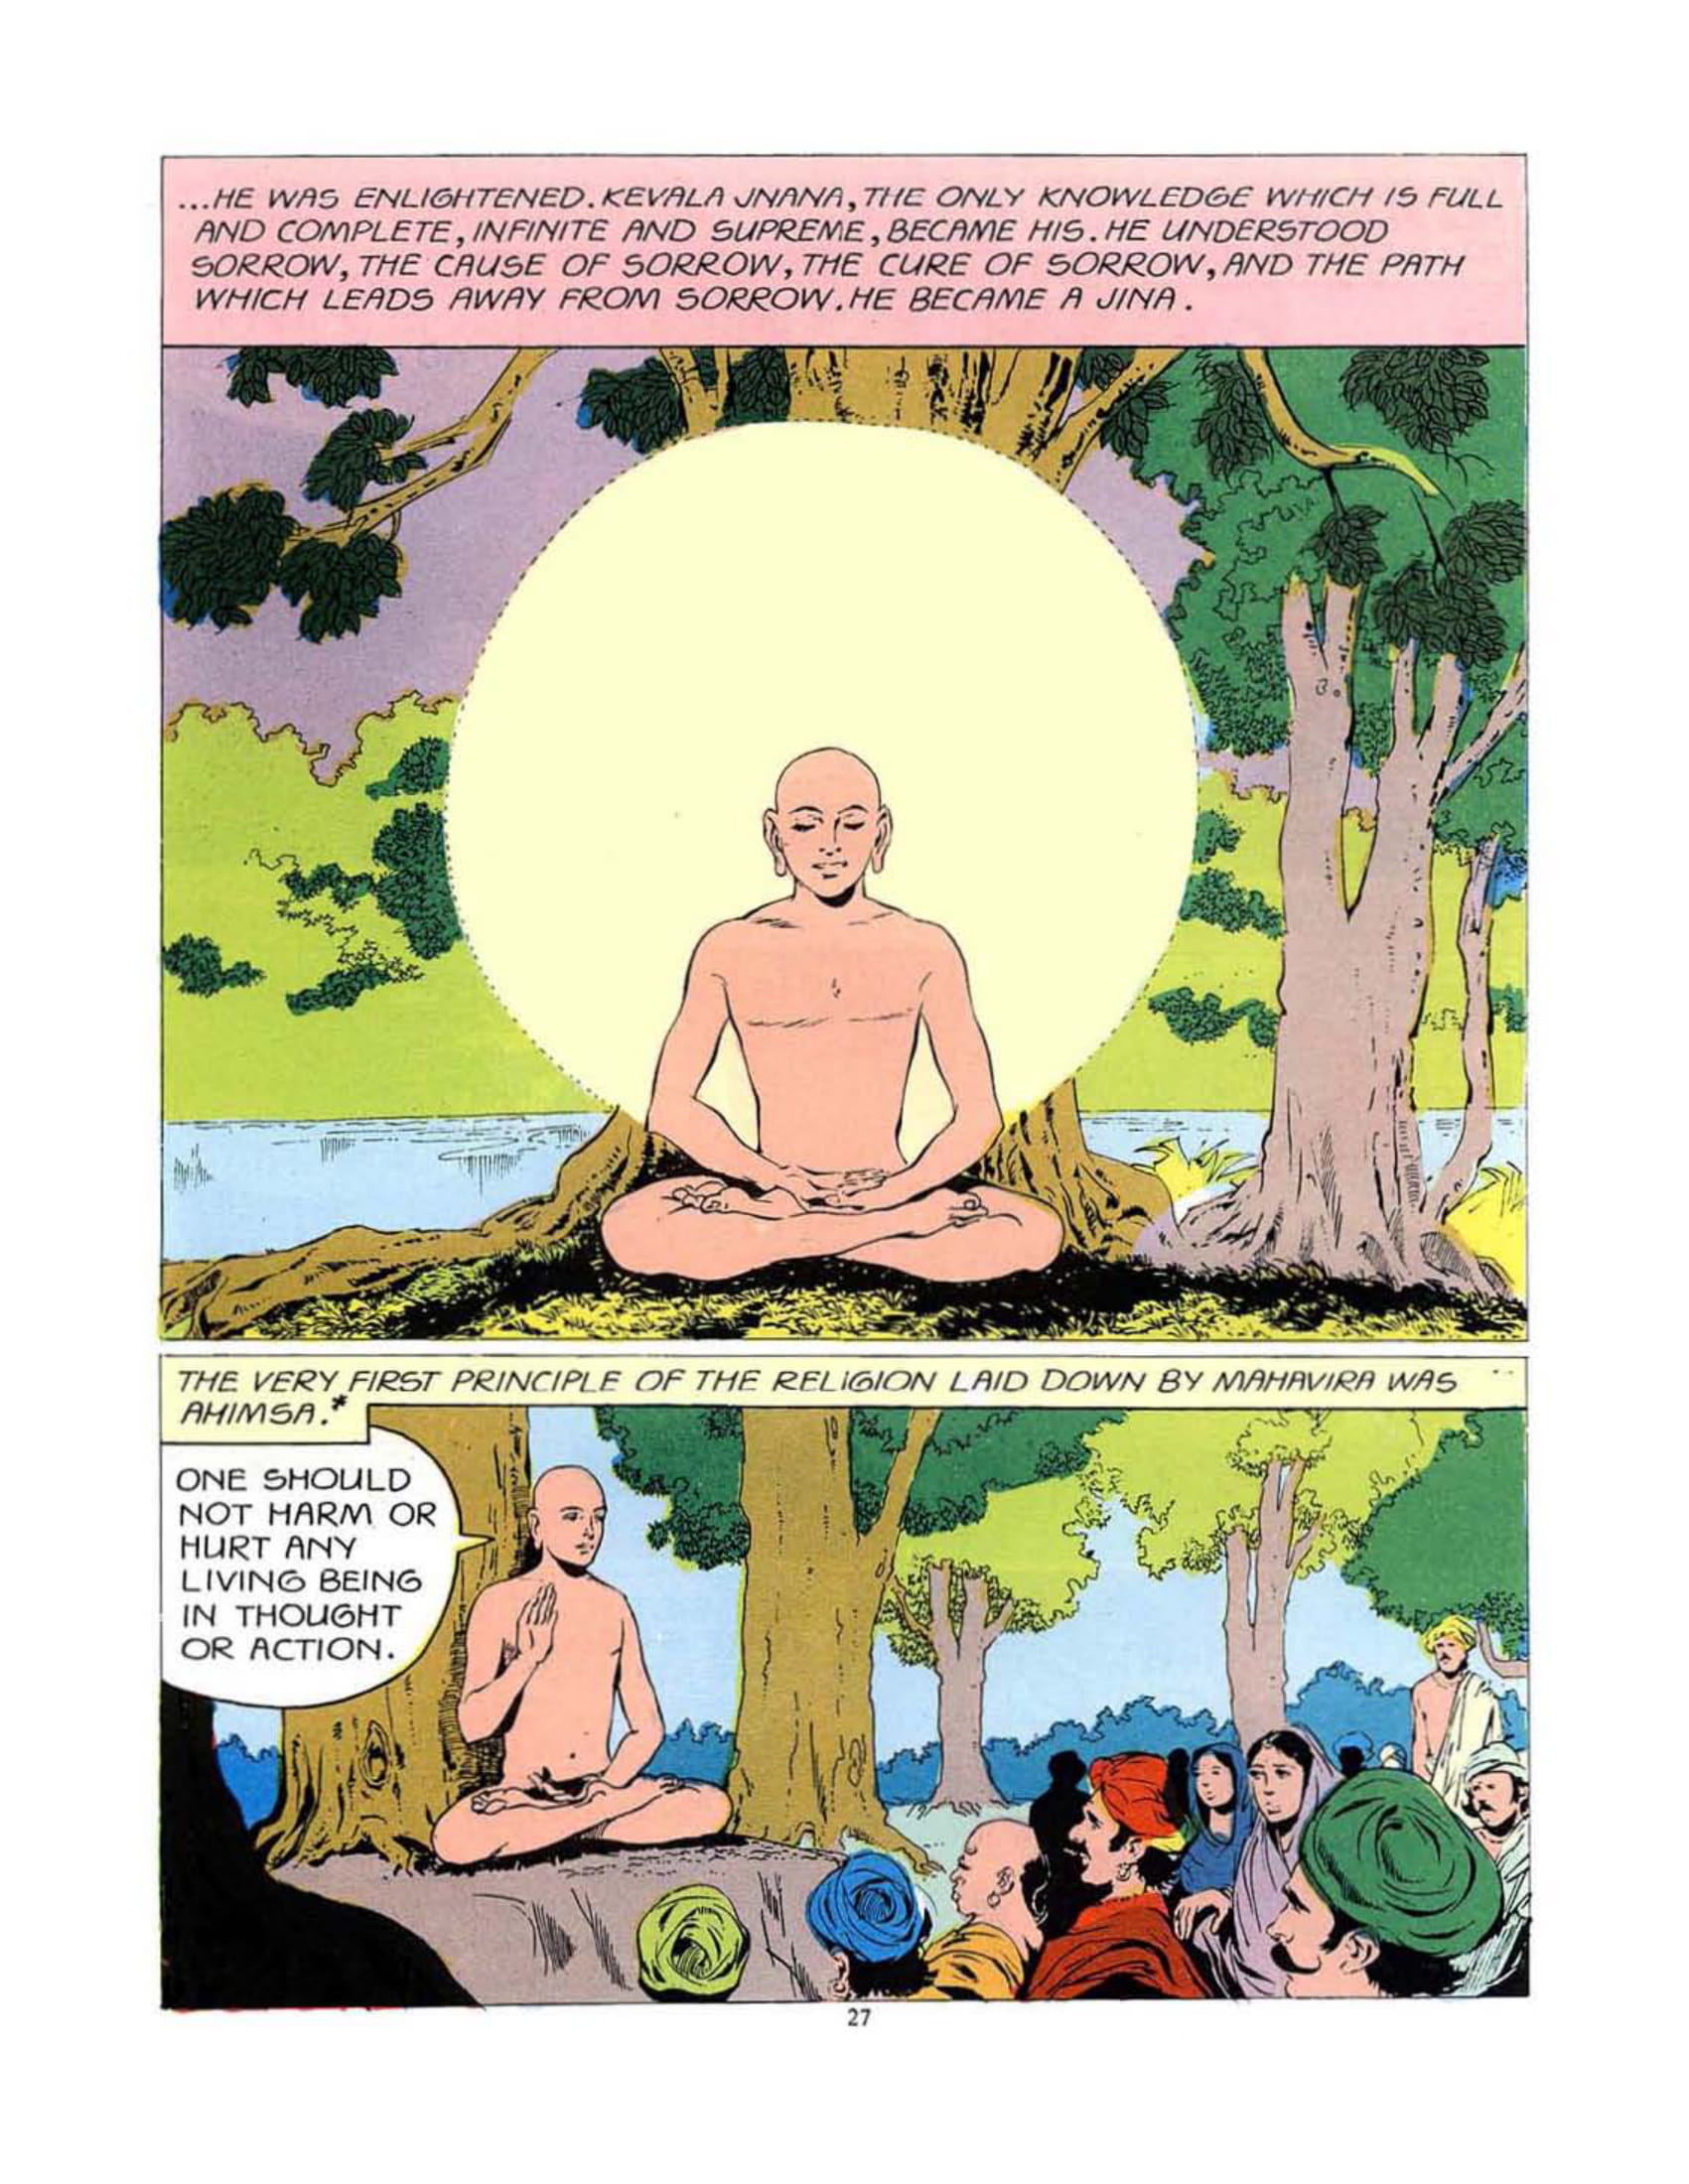 ...HE WAS ENLIGHTENED. KEVALA JNANA, THE ONLY KNOWLEDGE WHICH IS FULL
AND COMPLETE, INFINITE AND SUPREME, BECAME HIS. HE UNDERSTOOD
SORROW, THE CAUSE OF SORROW, THE CURE OF SORROW, AND THE PATH
WHICH LEADS AWAY FROM SORROW. HE BECAME A JINA.
THE VERY FIRST PRINCIPLE OF THE RELIGION LAID DOWN BY MAHAVIRA WAS
AHIMSA.*
ONE SHOULD
NOT HARM OR
HURT ANY
LIVING BEING
IN THOUGHT
OR ACTION.
27